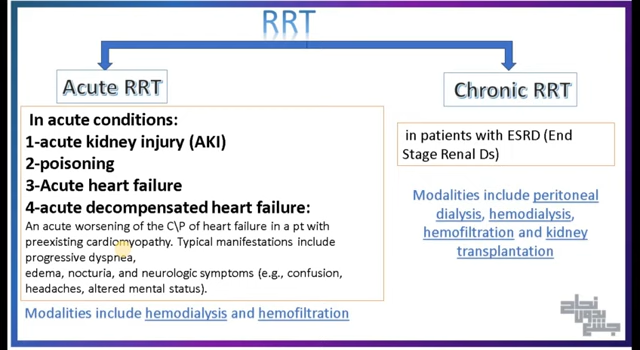 RRT
Acute RRT
In acute conditions:
1-acute kidney injury (AKI)
2-poisoning
3-Acute heart failure
4-acute decompensated heart failure:
An acute worsening of the C\P of heart failure in a pt with
preexisting cardiomyopathy. Typical manifestations include
progressive dyspnea,
edema, nocturia, and neurologic symptoms (e.g., confusion,
headaches, altered mental status).
Modalities include hemodialysis and hemofiltration
Chronic RRT
in patients with ESRD (End
Stage Renal Ds)
Modalities include peritoneal
dialysis, hemodialysis,
hemofiltration and kidney
transplantation